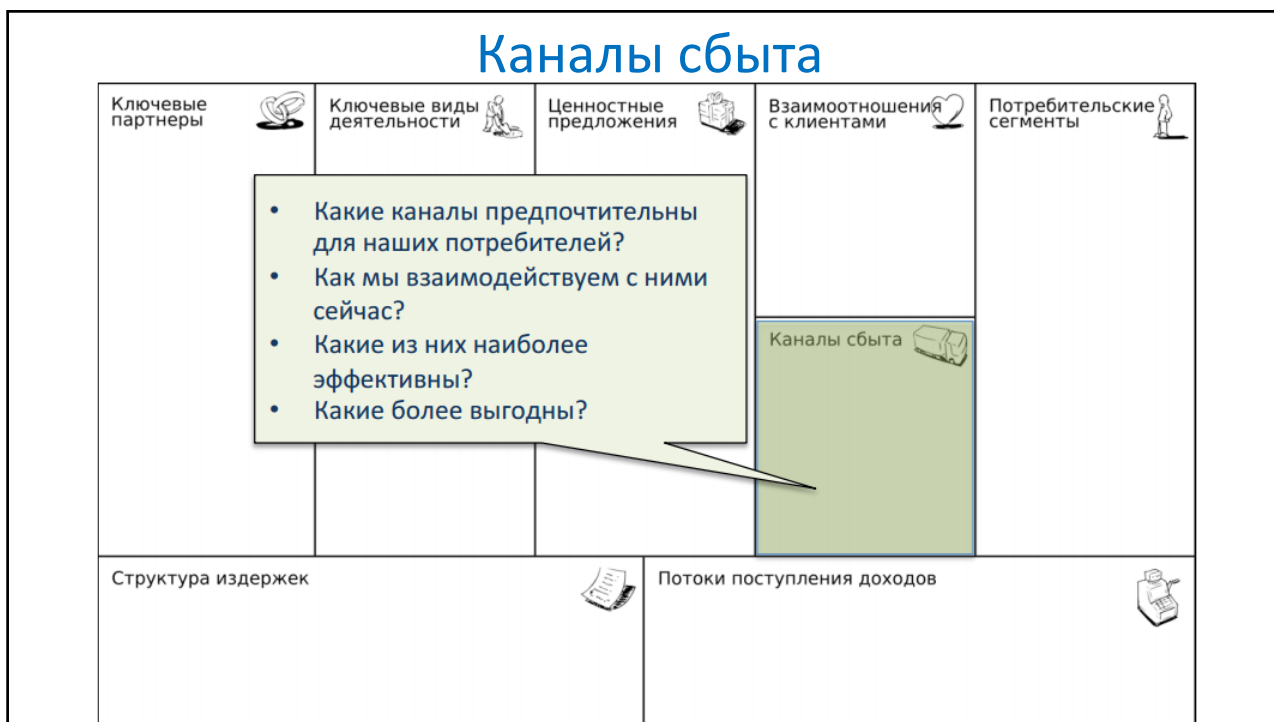 Каналы сбыта
Ключевые
партнеры
Ключевые виды
деятельности
Ценностные
предложения
Взаимоотношения
с клиентами
Потребительские
сегменты
• Какие каналы предпочтительны
для наших потребителей?
• Как мы взаимодействуем с ними
сейчас?
• Какие из них наиболее
эффективны?
• Какие более выгодны?
Каналы сбыта
Структура издержек
Потоки поступления доходов